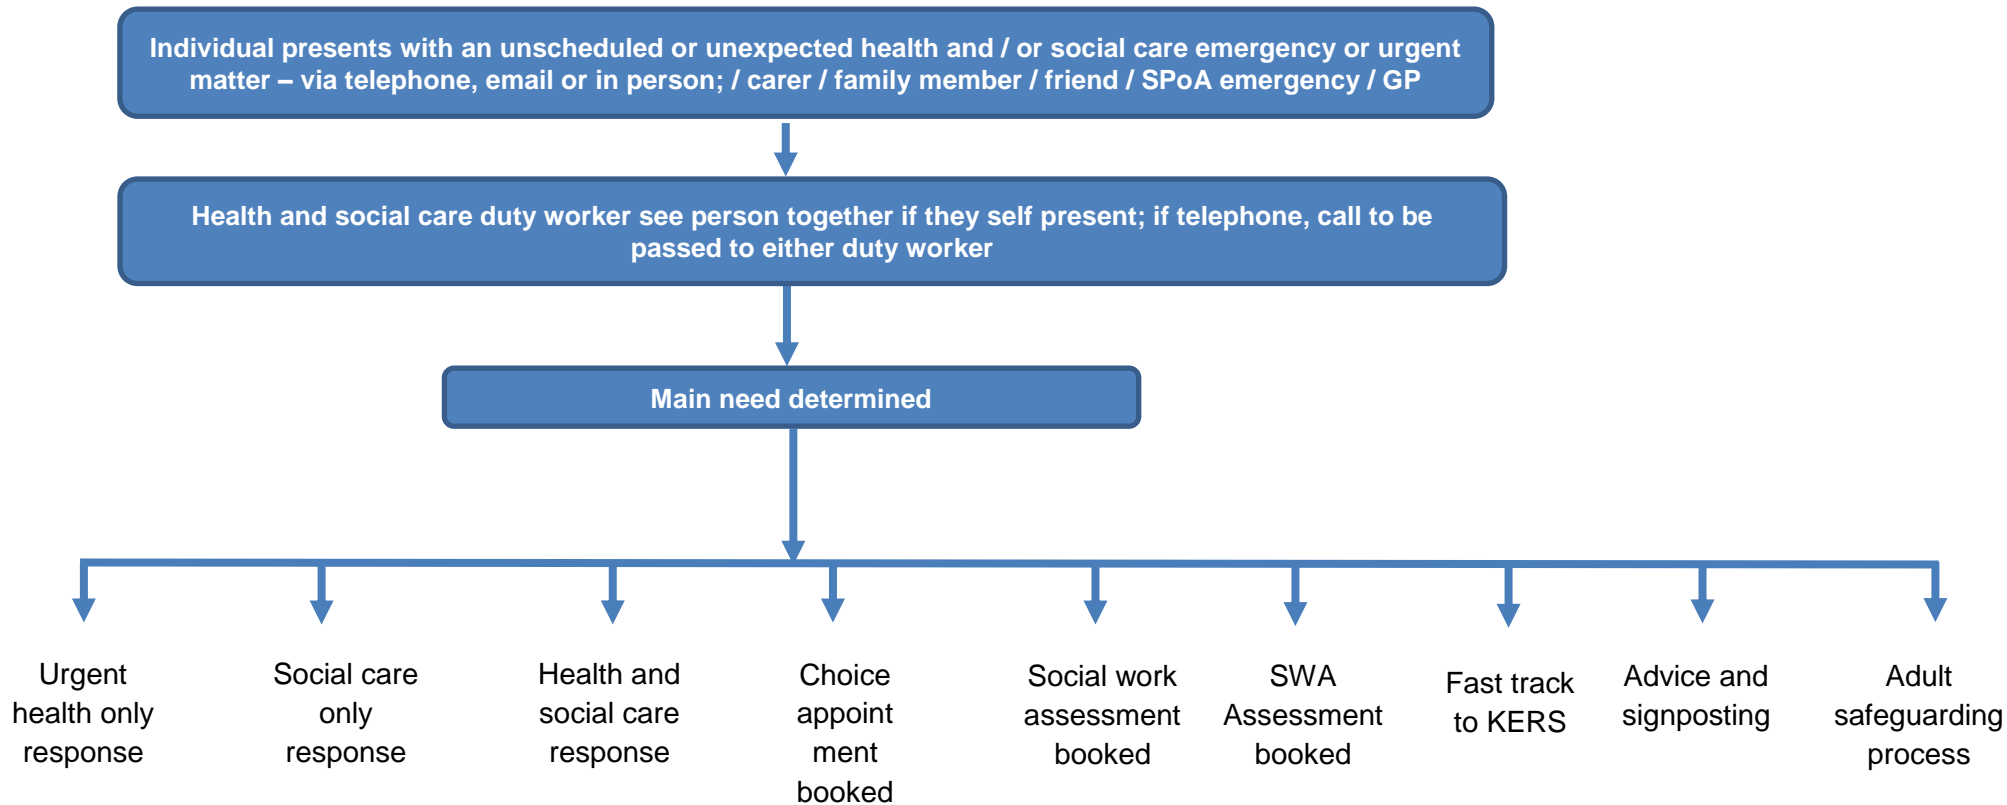 Individual presents with an unscheduled or unexpected health and / or social care emergency or urgent
matter – via telephone, email or in person; / carer / family member / friend / SPoA emergency / GP
Health and social care duty worker see person together if they self present; if telephone, call to be
passed to either duty worker
Main need determined
Urgent
health only
response
Social care
only
response
Health and
social care
response
Choice
appoint
ment
booked
Social work
assessment
booked
SWA
Assessment
booked
Fast track
to KERS
Advice and
signposting
Adult
safeguarding
process